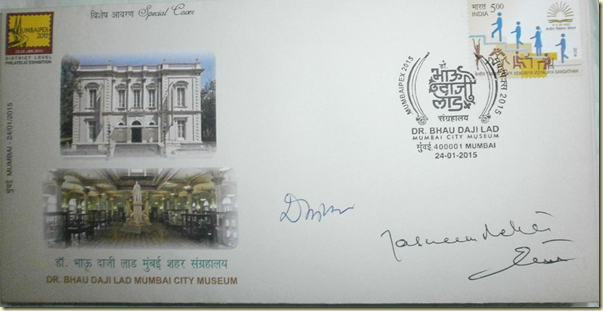 विशेष आवरण Special Cover
MUMBAIPEX
DISTRICT LEVEL
PHILATELIC EXHIBITION
मुंबई MUMBAI - 24/01/2015
डॉ. भाऊ दाजी लाड मुंबई शहर संग्रहालय
DR. BHAU DAJI LAD MUMBAI CITY MUSEUM
भारत 5.00
INDIA
MUMBAIPEX 2015
डॉ.
भाऊ
दाजी
लाड
संग्रहालय
DR. BHAU DAJI LAD
MUMBAI CITY MUSEUM
मुंबई.400001 MUMBAI
24-01-2015